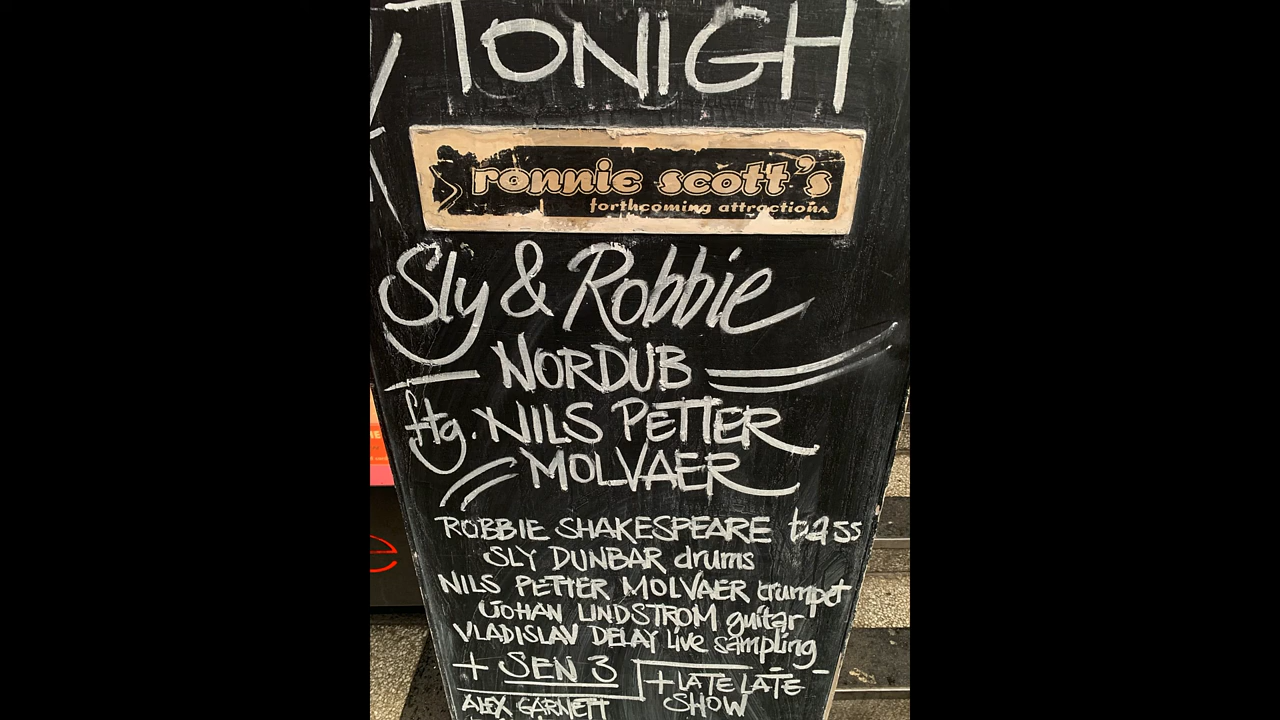 TONIGH
ronnie scott's
forthcoming attractions
Sly & Robbie
NORDUB
ftg. NILS PETTER
MOLVAER
ROBBIE SHAKESPEARE bass
SLY DUNBAR drums
NILS PETTER MOLVAER trumpet
JOHAN LINDSTROM guitar
VLADISLAV DELAY live sampling
+ SEN 3
+ LATE LATE
SHOW
ALEX GARNETT